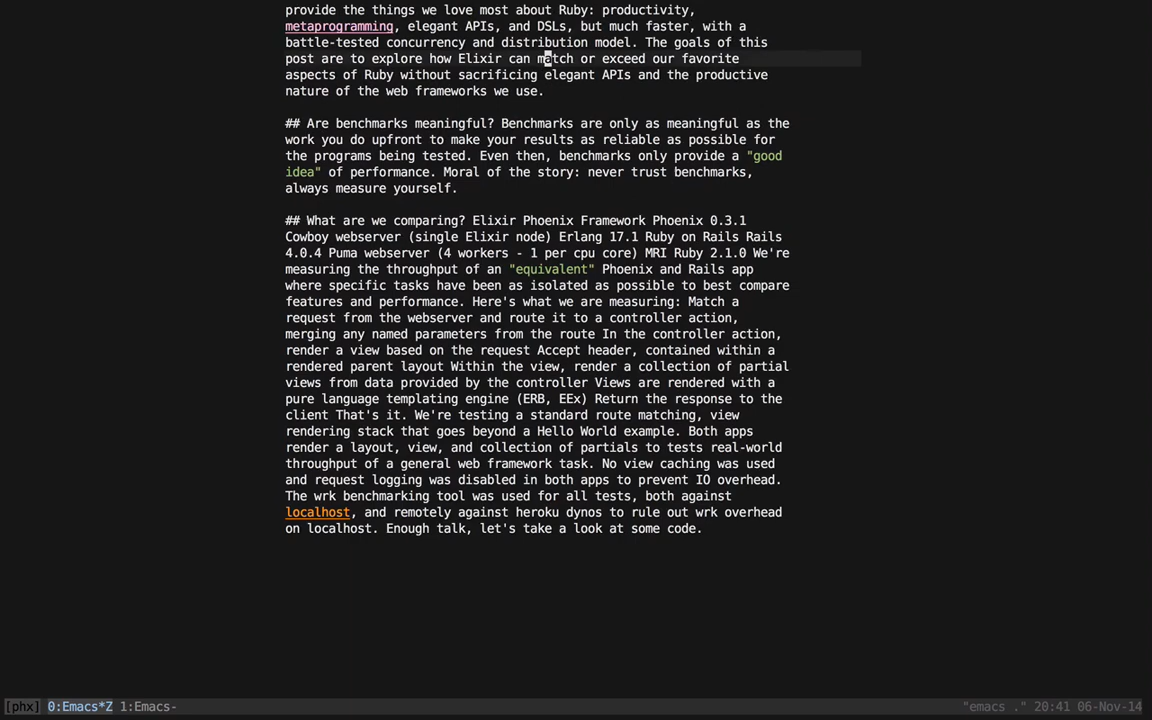 provide the things we love most about Ruby: productivity,
metaprogramming, elegant APIs, and DSLs, but much faster, with a
battle-tested concurrency and distribution model. The goals of this
post are to explore how Elixir can match or exceed our favorite
aspects of Ruby without sacrificing elegant APIs and the productive
nature of the web frameworks we use.
## Are benchmarks meaningful? Benchmarks are only as meaningful as the
work you do upfront to make your results as reliable as possible for
the programs being tested. Even then, benchmarks only provide a "good
idea" of performance. Moral of the story: never trust benchmarks,
always measure yourself.
## What are we comparing? Elixir Phoenix Framework Phoenix 0.3.1
Cowboy webserver (single Elixir node) Erlang 17.1 Ruby on Rails Rails
4.0.4 Puma webserver (4 workers - 1 per cpu core) MRI Ruby 2.1.0 We're
measuring the throughput of an "equivalent" Phoenix and Rails app
where specific tasks have been as isolated as possible to best compare
features and performance. Here's what we are measuring: Match a
request from the webserver and route it to a controller action,
merging any named parameters from the route In the controller action,
render a view based on the request Accept header, contained within a
rendered parent layout Within the view, render a collection of partial
views from data provided by the controller Views are rendered with a
pure language templating engine (ERB, EEx) Return the response to the
client That's it. We're testing a standard route matching, view
rendering stack that goes beyond a Hello World example. Both apps
render a layout, view, and collection of partials to tests real-world
throughput of a general web framework task. No view caching was used
and request logging was disabled in both apps to prevent IO overhead.
The wrk benchmarking tool was used for all tests, both against
localhost, and remotely against heroku dynos to rule out wrk overhead
on localhost. Enough talk, let's take a look at some code.
[phx] 0:Emacs*Z 1:Emacs- "emacs ." 20:41 06-Nov-14